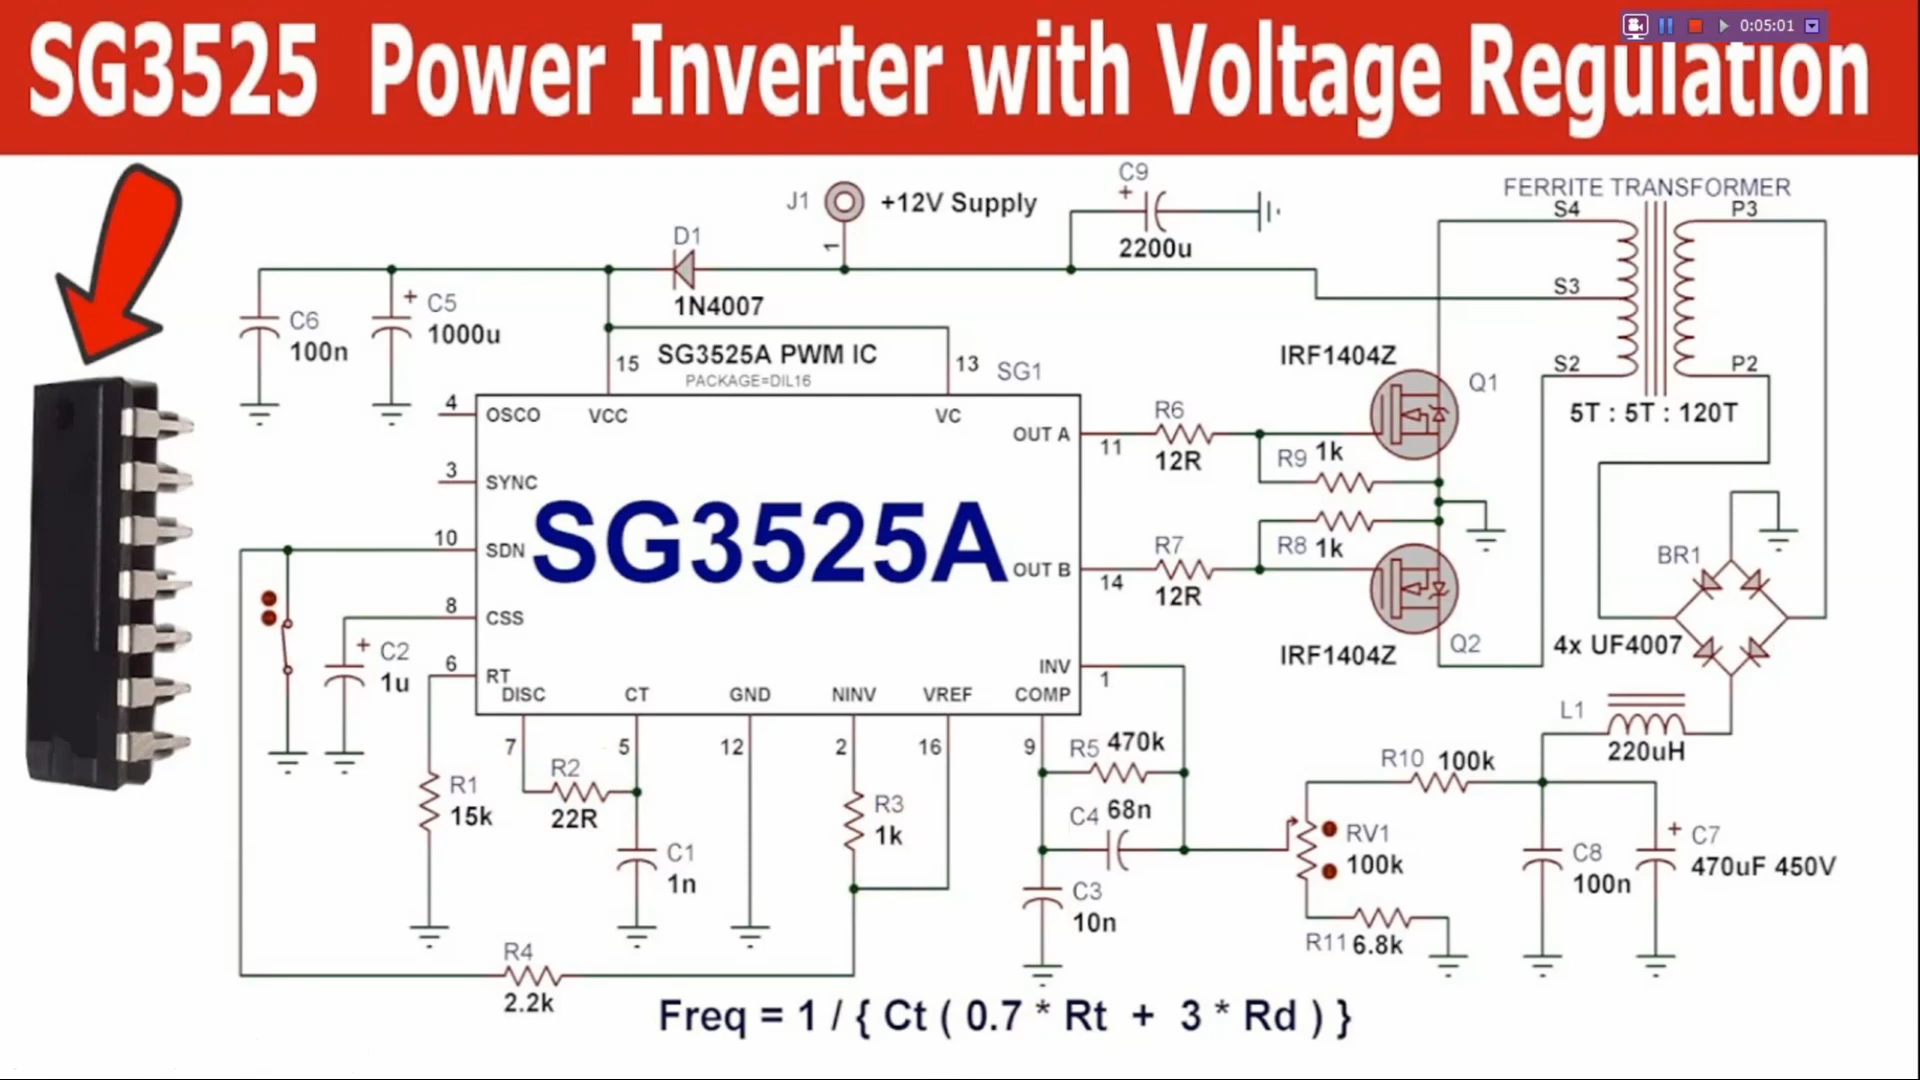 SG3525 Power Inverter with Voltage Regulation
0:05:01
C9
+
2200u
J1
+12V Supply
1
FERRITE TRANSFORMER
S4
P3
S3
S2
P2
5T : 5T : 120T
D1
1N4007
C6
100n
+
C5
1000u
15
SG3525A PWM IC
PACKAGE=DIL16
13
SG1
IRF1404Z
Q1
4
OSCO
VCC
VC
OUT A
11
R6
12R
R9
1k
3
SYNC
SG3525A
10
SDN
OUT B
14
R7
12R
R8
1k
IRF1404Z
Q2
BR1
4x UF4007
8
CSS
+
C2
1u
6
RT
DISC
CT
GND
NINV
VREF
COMP
INV
1
7
5
12
2
16
9
R1
15k
R2
22R
C1
1n
R3
1k
R5
470k
C4
68n
C3
10n
L1
220uH
R10
100k
RV1
100k
R11
6.8k
C8
100n
+
C7
470uF 450V
R4
2.2k
Freq = 1 / { Ct ( 0.7 * Rt + 3 * Rd ) }